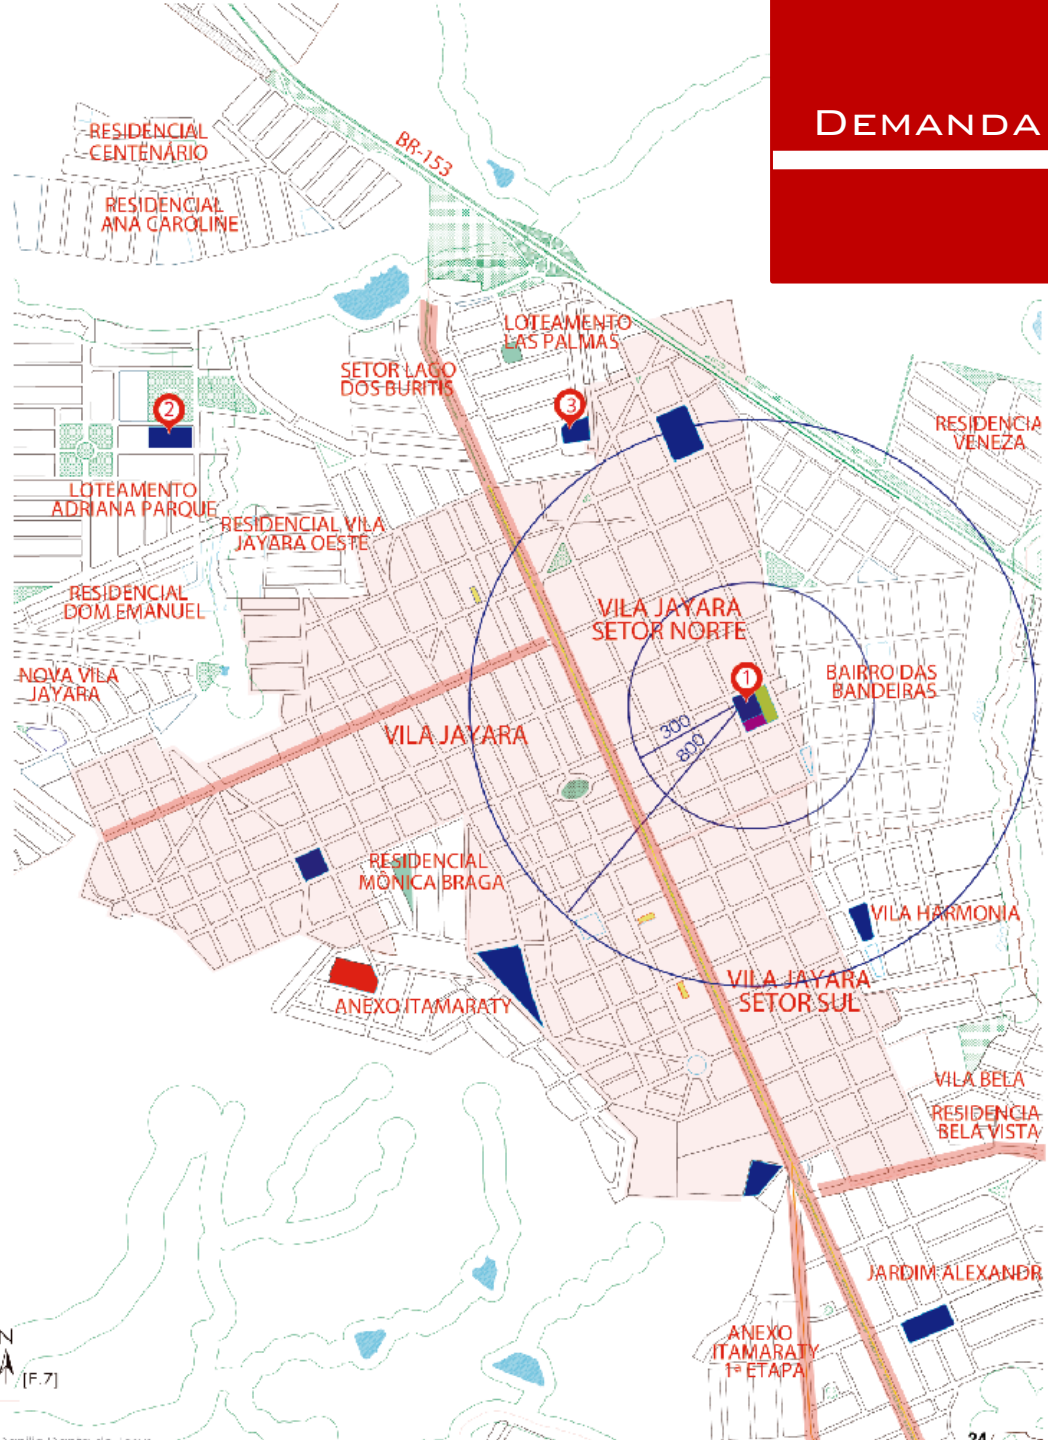 DEMANDA
BR-153
RESIDENCIAL
CENTENÁRIO
RESIDENCIAL
ANA CAROLINE
LOTEAMENTO
LAS PALMAS
SETOR LAGO
DOS BURITIS
2
3
RESIDENCIA
VENEZA
LOTEAMENTO
ADRIANA PARQUE
RESIDENCIAL VILA
JAYARA OESTE
RESIDENCIAL
DOM EMANUEL
VILA JAYARA
SETOR NORTE
NOVA VILA
JAYARA
1
BAIRRO DAS
BANDEIRAS
300
800
VILA JAYARA
RESIDENCIAL
MÔNICA BRAGA
VILA HARMONIA
VILA JAYARA
SETOR SUL
ANEXO ITAMARATY
VILA BELA
RESIDENCIA
BELA VISTA
JARDIM ALEXANDR
ANEXO
ITAMARATY
1ª ETAPA
N
[F.7]